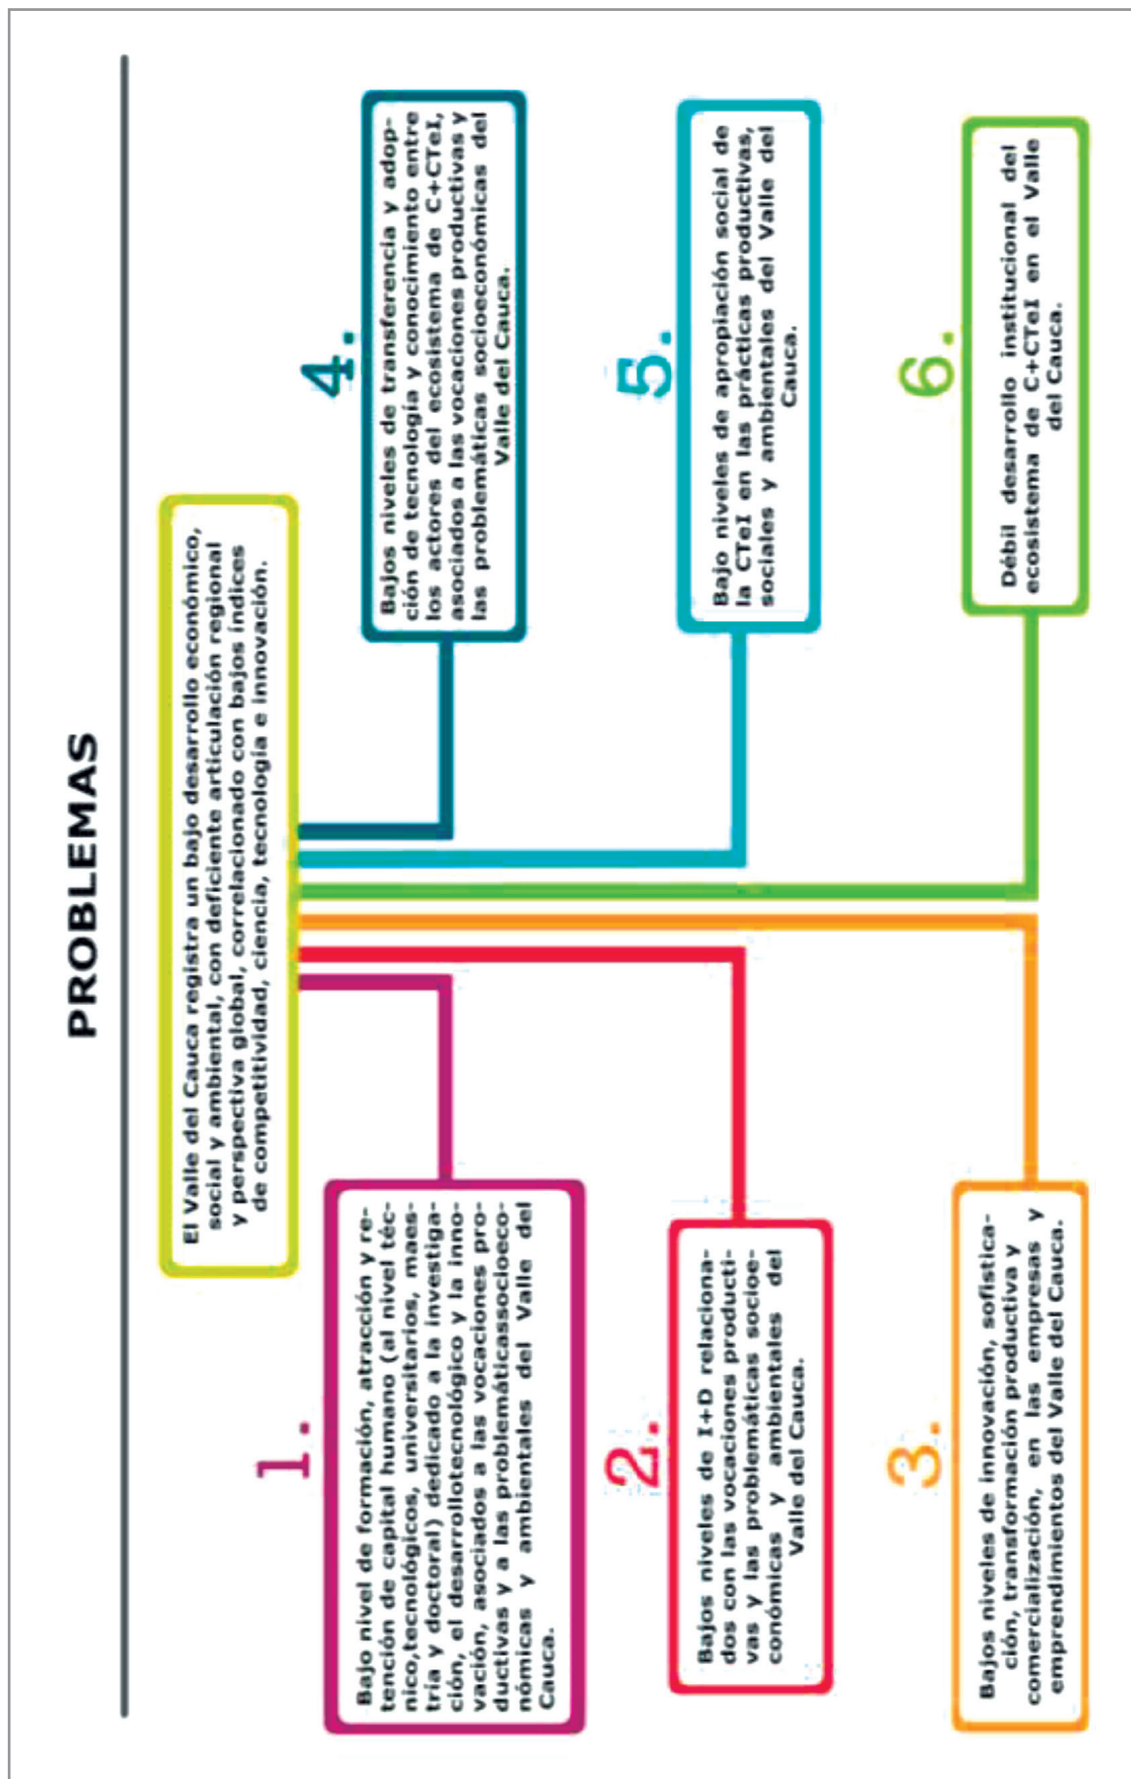 PROBLEMAS
El Valle del Cauca registra un bajo desarrollo económico,
social y ambiental, con deficiente articulación regional
y perspectiva global, correlacionado con bajos índices
de competitividad, ciencia, tecnología e innovación.
1.
Bajo nivel de formación, atracción y re-
tención de capital humano (al nivel téc-
nico,tecnológicos, universitarios, maes-
tría y doctoral) dedicado a la investiga-
ción, el desarrollotecnológico y la inno-
vación, asociados a las vocaciones pro-
ductivas y a las problemáticassocioeco-
nómicas y ambientales del Valle del
Cauca.
2.
Bajos niveles de I+D relaciona-
dos con las vocaciones producti-
vas y las problemáticas socioe-
conómicas y ambientales del
Valle del Cauca.
3.
Bajos niveles de innovación, sofistica-
ción, transformación productiva y
comercialización, en las empresas y
emprendimientos del Valle del Cauca.
4.
Bajos niveles de transferencia y adop-
ción de tecnología y conocimiento entre
los actores del ecosistema de C+CTeI,
asociados a las vocaciones productivas y
las problemáticas socioeconómicas del
Valle del Cauca.
5.
Bajo niveles de apropiación social de
la CTeI en las prácticas productivas,
sociales y ambientales del Valle del
Cauca.
6.
Débil desarrollo institucional del
ecosistema de C+CTeI en el Valle
del Cauca.